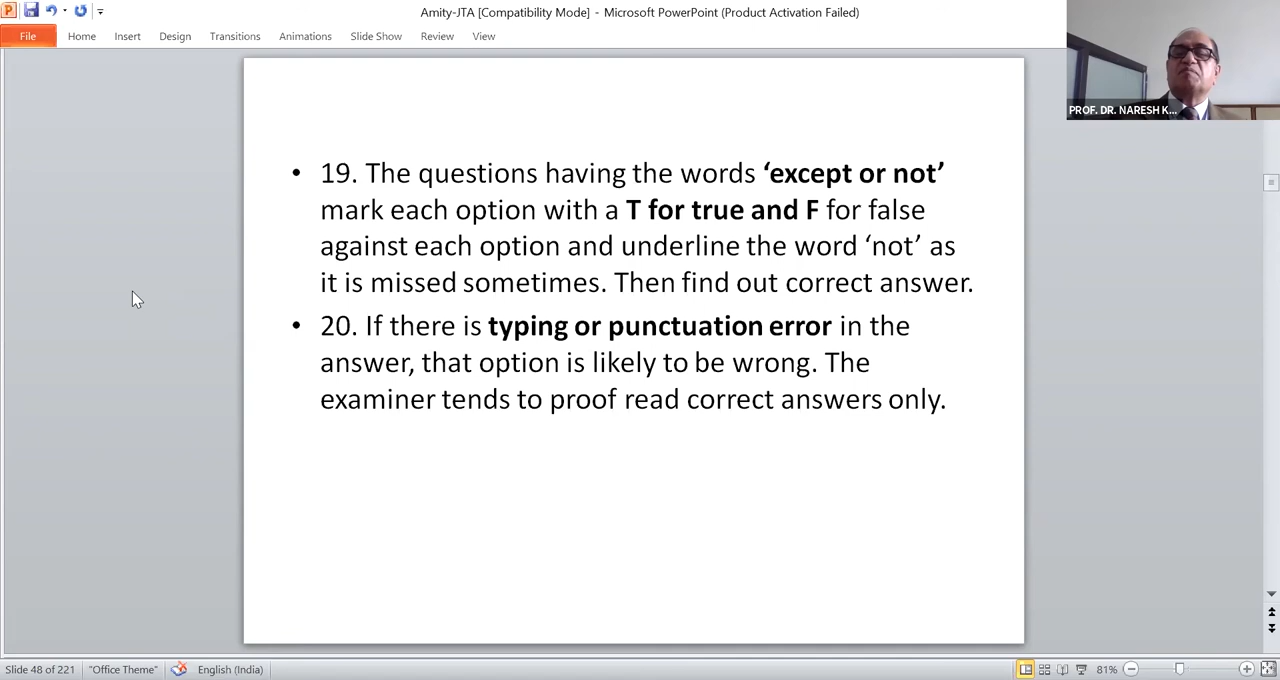 Amity-JTA [Compatibility Mode] - Microsoft PowerPoint (Product Activation Failed)
File Home Insert Design Transitions Animations Slide Show Review View
PROF. DR. NARESH K...
• 19. The questions having the words ‘except or not’
mark each option with a T for true and F for false
against each option and underline the word ‘not’ as
it is missed sometimes. Then find out correct answer.
• 20. If there is typing or punctuation error in the
answer, that option is likely to be wrong. The
examiner tends to proof read correct answers only.
Slide 48 of 221 "Office Theme" English (India) 81%